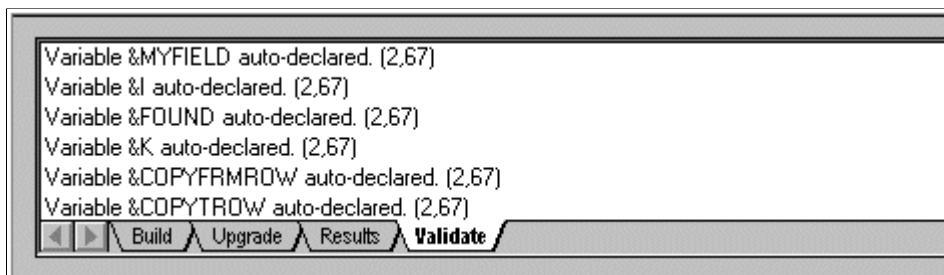 Variable &MYFIELD auto-declared. (2,67)
Variable &I auto-declared. (2,67)
Variable &FOUND auto-declared. (2,67)
Variable &K auto-declared. (2,67)
Variable &COPYFRMROW auto-declared. (2,67)
Variable &COPYTROW auto-declared. (2,67)
Build Upgrade Results Validate